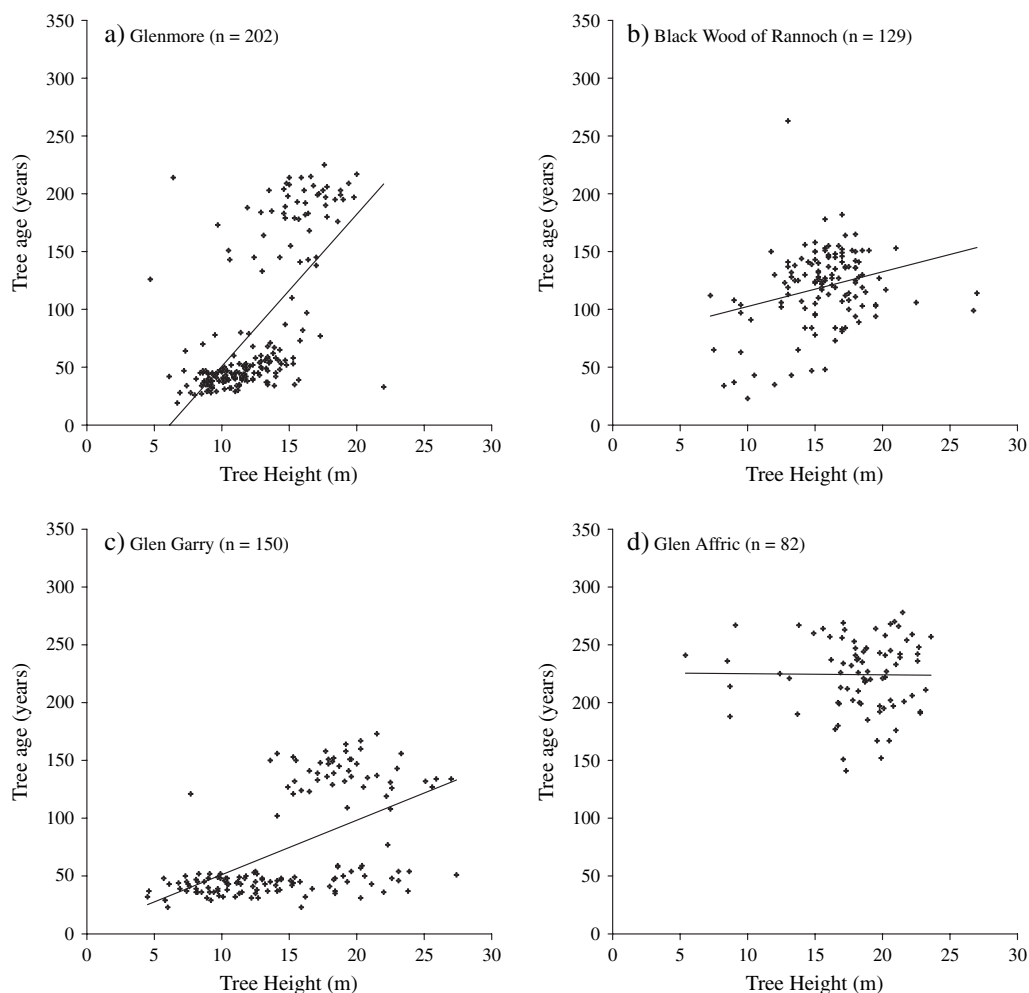 a) Glenmore (n = 202)
350
300
250
200
150
100
50
0
Tree age (years)
0 5 10 15 20 25 30
Tree Height (m)
b) Black Wood of Rannoch (n = 129)
350
300
250
200
150
100
50
0
Tree age (years)
0 5 10 15 20 25 30
Tree Height (m)
c) Glen Garry (n = 150)
350
300
250
200
150
100
50
0
Tree age (years)
0 5 10 15 20 25 30
Tree Height (m)
d) Glen Affric (n = 82)
350
300
250
200
150
100
50
0
Tree age (years)
0 5 10 15 20 25 30
Tree Height (m)